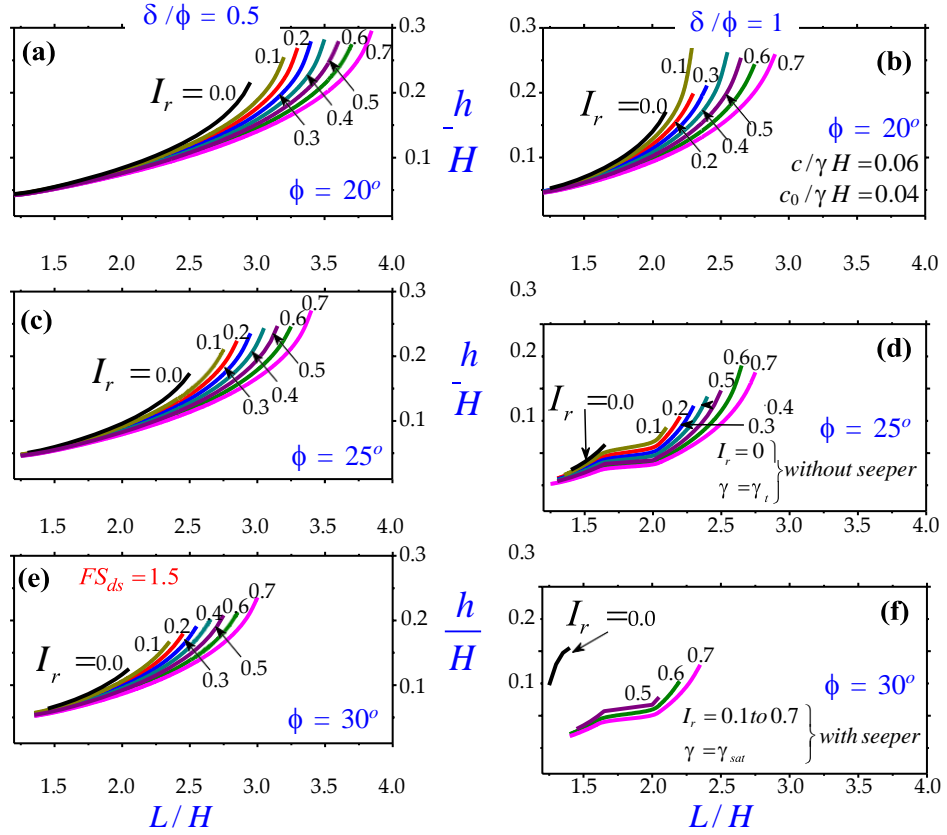 δ/ϕ = 0.5
(a)
I_r = 0.0
0.1
0.2
0.3
0.4
0.5
0.6
0.7
ϕ = 20°
0.3
0.2
0.1
h
H
δ/ϕ = 1
(b)
I_r = 0.0
0.1
0.2
0.3
0.4
0.5
0.6
0.7
ϕ = 20°
c/γH = 0.06
c_0/γH = 0.04
0.3
0.2
0.1
1.5 2.0 2.5 3.0 3.5 4.0
(c)
I_r = 0.0
0.1
0.2
0.3
0.4
0.5
0.6
0.7
ϕ = 25°
0.3
0.2
0.1
h
H
1.5 2.0 2.5 3.0 3.5 4.0
0.3
0.2
0.1
(d)
I_r = 0.0
0.1
0.2
0.3
0.4
0.5
0.6
0.7
ϕ = 25°
I_r = 0
γ = γ_t
without seeper
1.5 2.0 2.5 3.0 3.5 4.0
(e)
FS_ds = 1.5
I_r = 0.0
0.1
0.2
0.3
0.4
0.5
0.6
0.7
ϕ = 30°
0.3
0.2
0.1
h
H
1.5 2.0 2.5 3.0 3.5 4.0
L/H
1.5 2.0 2.5 3.0 3.5 4.0
0.3
0.2
0.1
(f)
I_r = 0.0
0.5
0.6
0.7
ϕ = 30°
I_r = 0.1 to 0.7
γ = γ_sat
with seeper
1.5 2.0 2.5 3.0 3.5 4.0
L/H